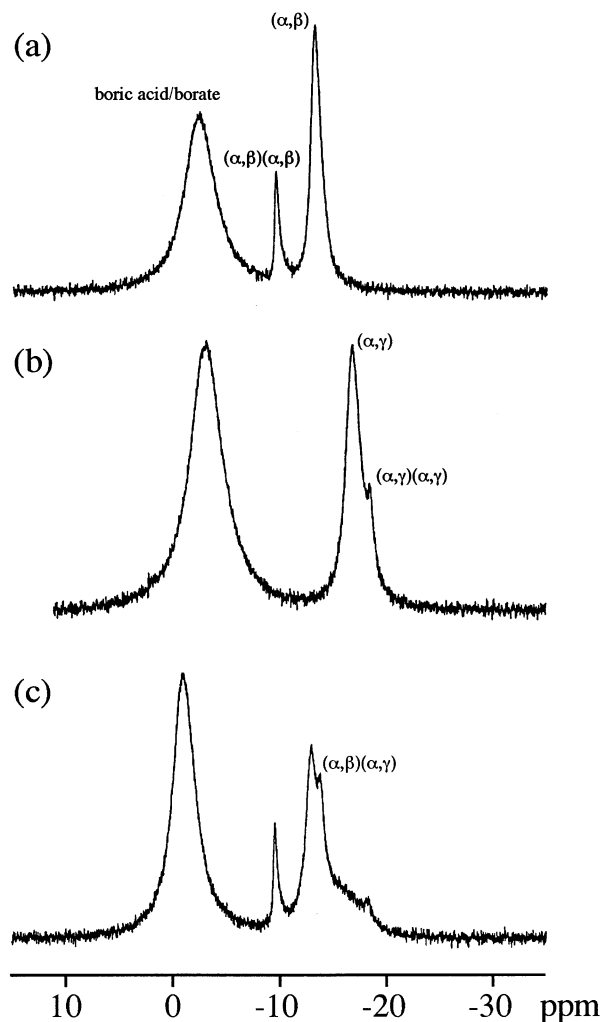 (a)
(α,β)
boric acid/borate
(α,β)(α,β)
(b)
(α,γ)
(α,γ)(α,γ)
(c)
(α,β)(α,γ)
10 0 -10 -20 -30 ppm